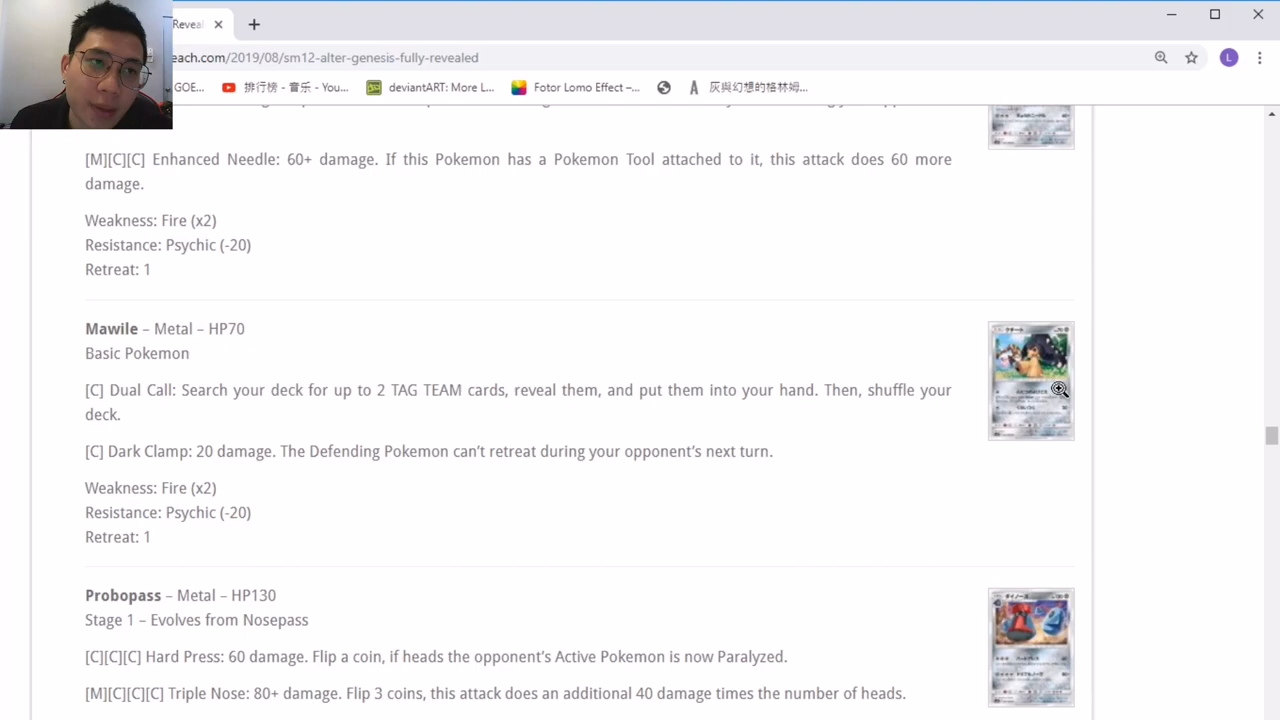 Reveal
each.com/2019/08/sm12-alter-genesis-fully-revealed
L
GOE...
排行榜 - 音乐 - You...
deviantART: More L...
Fotor Lomo Effect –...
灰與幻想的格林姆...
[M][C][C] Enhanced Needle: 60+ damage. If this Pokemon has a Pokemon Tool attached to it, this attack does 60 more
damage.
Weakness: Fire (x2)
Resistance: Psychic (-20)
Retreat: 1
Mawile – Metal – HP70
Basic Pokemon
[C] Dual Call: Search your deck for up to 2 TAG TEAM cards, reveal them, and put them into your hand. Then, shuffle your
deck.
[C] Dark Clamp: 20 damage. The Defending Pokemon can't retreat during your opponent's next turn.
Weakness: Fire (x2)
Resistance: Psychic (-20)
Retreat: 1
Probopass – Metal – HP130
Stage 1 – Evolves from Nosepass
[C][C][C] Hard Press: 60 damage. Flip a coin, if heads the opponent's Active Pokemon is now Paralyzed.
[M][C][C][C] Triple Nose: 80+ damage. Flip 3 coins, this attack does an additional 40 damage times the number of heads.